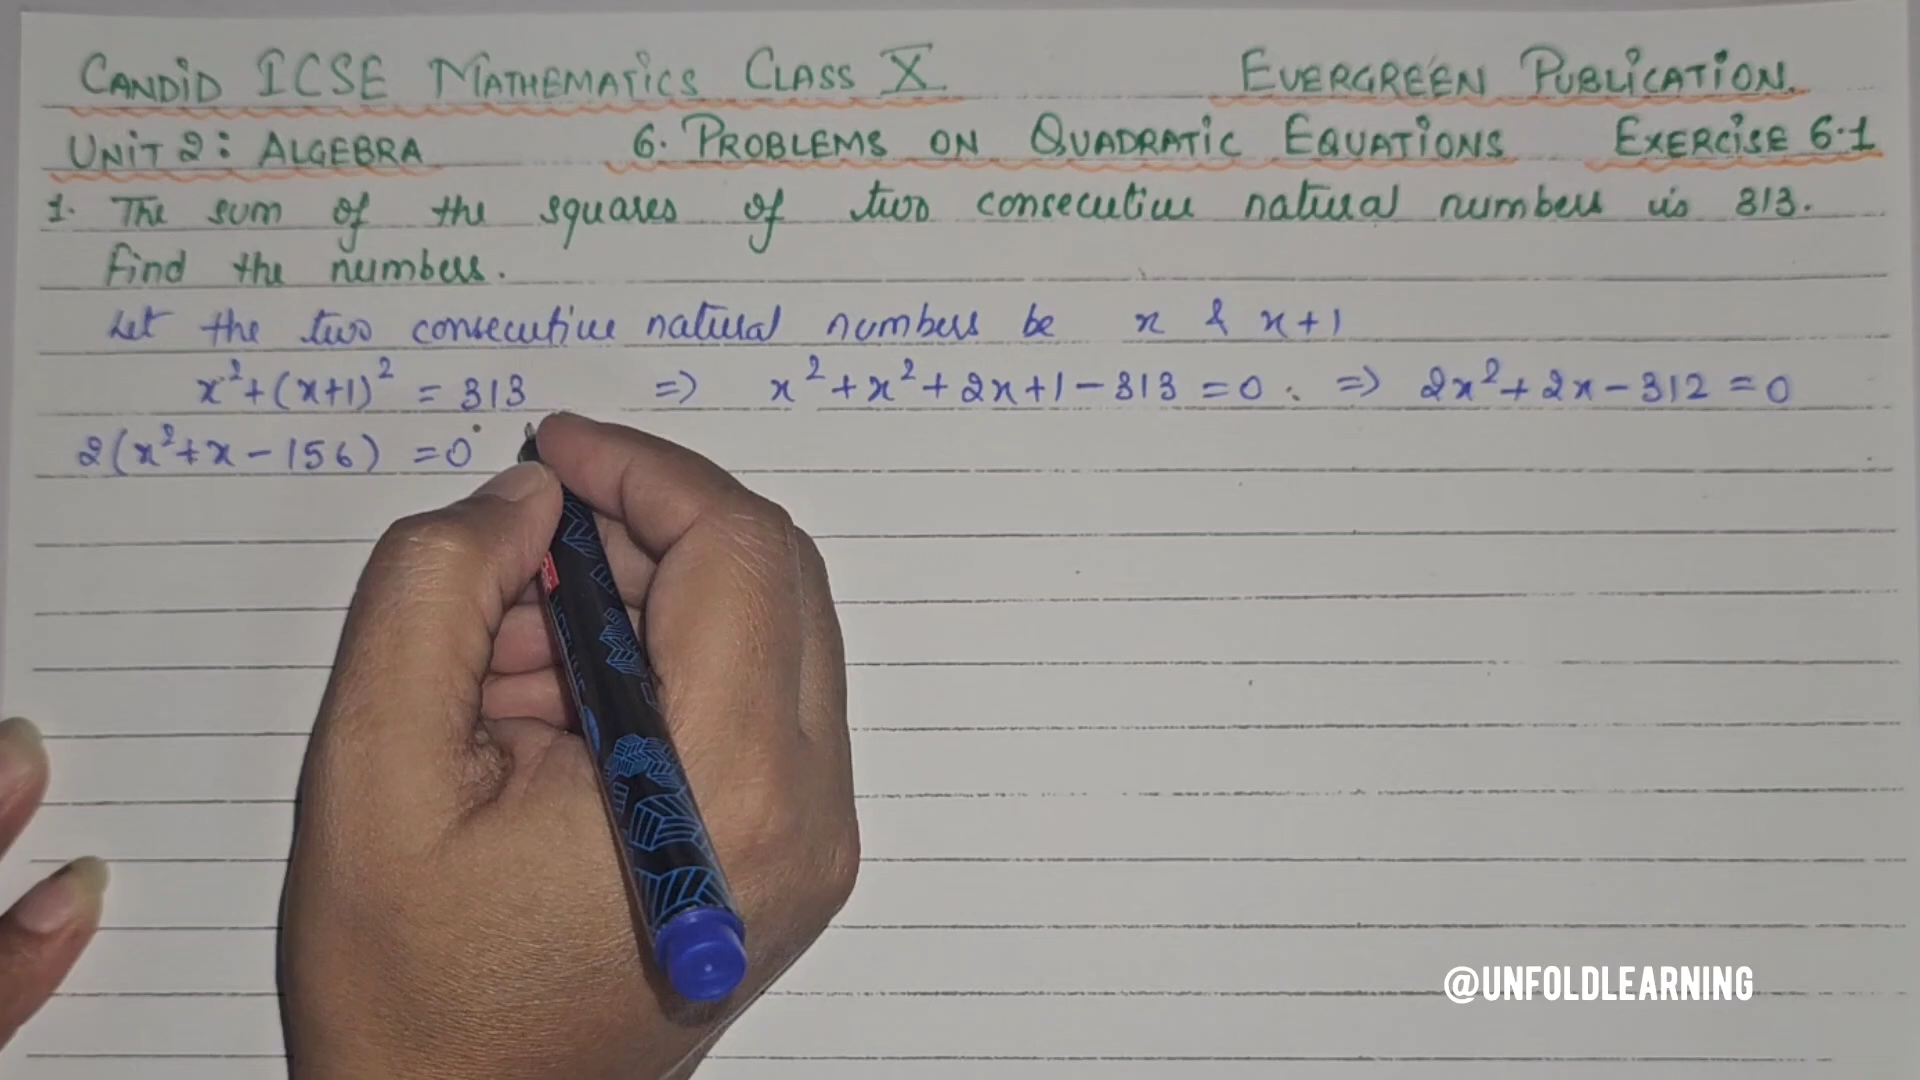 CANDID ICSE MATHEMATICS CLASS X EVERGREEN PUBLICATION.
UNIT 2: ALGEBRA 6. PROBLEMS ON QUADRATIC EQUATIONS EXERCISE 6.1
1. The sum of the squares of two consecutive natural numbers is 313.
Find the numbers.
Let the two consecutive natural numbers be x & x+1
x²+(x+1)² = 313 => x²+x²+2x+1-313=0. => 2x²+2x-312=0
2(x²+x-156) =0
@UNFOLDLEARNING